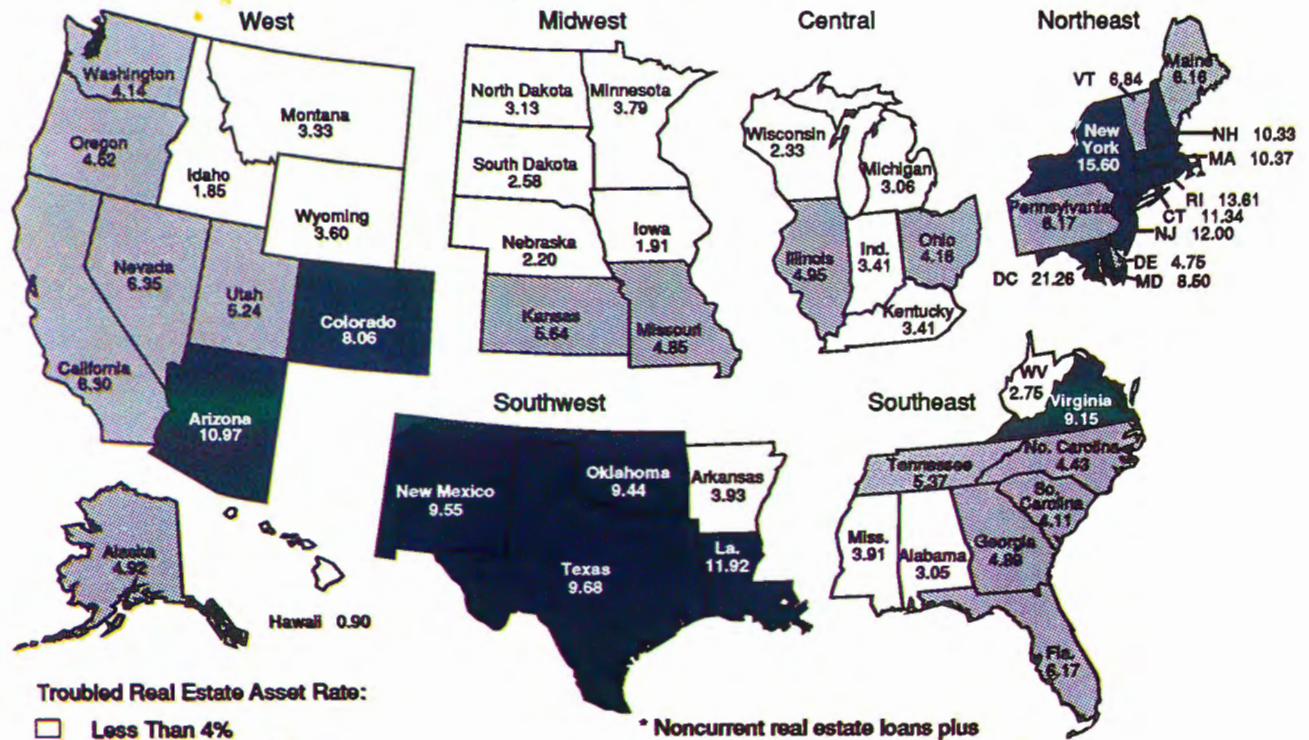 West
Washington
4.14
Oregon
4.52
Montana
3.33
Idaho
1.85
Wyoming
3.60
Nevada
6.35
Utah
5.24
Colorado
8.06
California
6.30
Arizona
10.97
Alaska
4.92
Hawaii 0.90
Midwest
North Dakota
3.13
Minnesota
3.79
South Dakota
2.58
Nebraska
2.20
Iowa
1.91
Kansas
5.64
Missouri
4.85
Central
Wisconsin
2.33
Michigan
3.06
Illinois
4.95
Ind.
3.41
Ohio
4.16
Kentucky
3.41
Northeast
Maine
6.16
VT 6.84
New
York
15.60
NH 10.33
MA 10.37
RI 13.61
CT 11.34
NJ 12.00
Pennsylvania
6.17
DE 4.75
MD 8.50
DC 21.26
Southwest
New Mexico
9.55
Oklahoma
9.44
Arkansas
3.93
Texas
9.68
La.
11.92
Southeast
WV
2.75
Virginia
9.15
No. Carolina
4.43
Tennessee
5.37
So.
Carolina
4.11
Miss.
3.91
Alabama
3.05
Georgia
Fla.
6.17
Troubled Real Estate Asset Rate:
Less Than 4%
* Noncurrent real estate loans plus